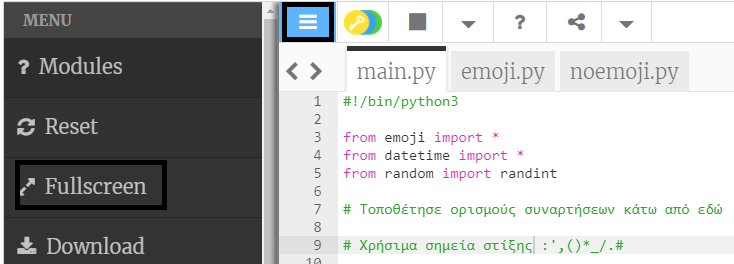 MENU
? Modules
Reset
Fullscreen
Download
?
main.py
emoji.py
noemoji.py
1 #!/bin/python3
2
3 from emoji import *
4 from datetime import *
5 from random import randint
6
7 # Τοποθέτησε ορισμούς συναρτήσεων κάτω από εδώ
8
9 # Χρήσιμα σημεία στίξης :',()*_/.#
10